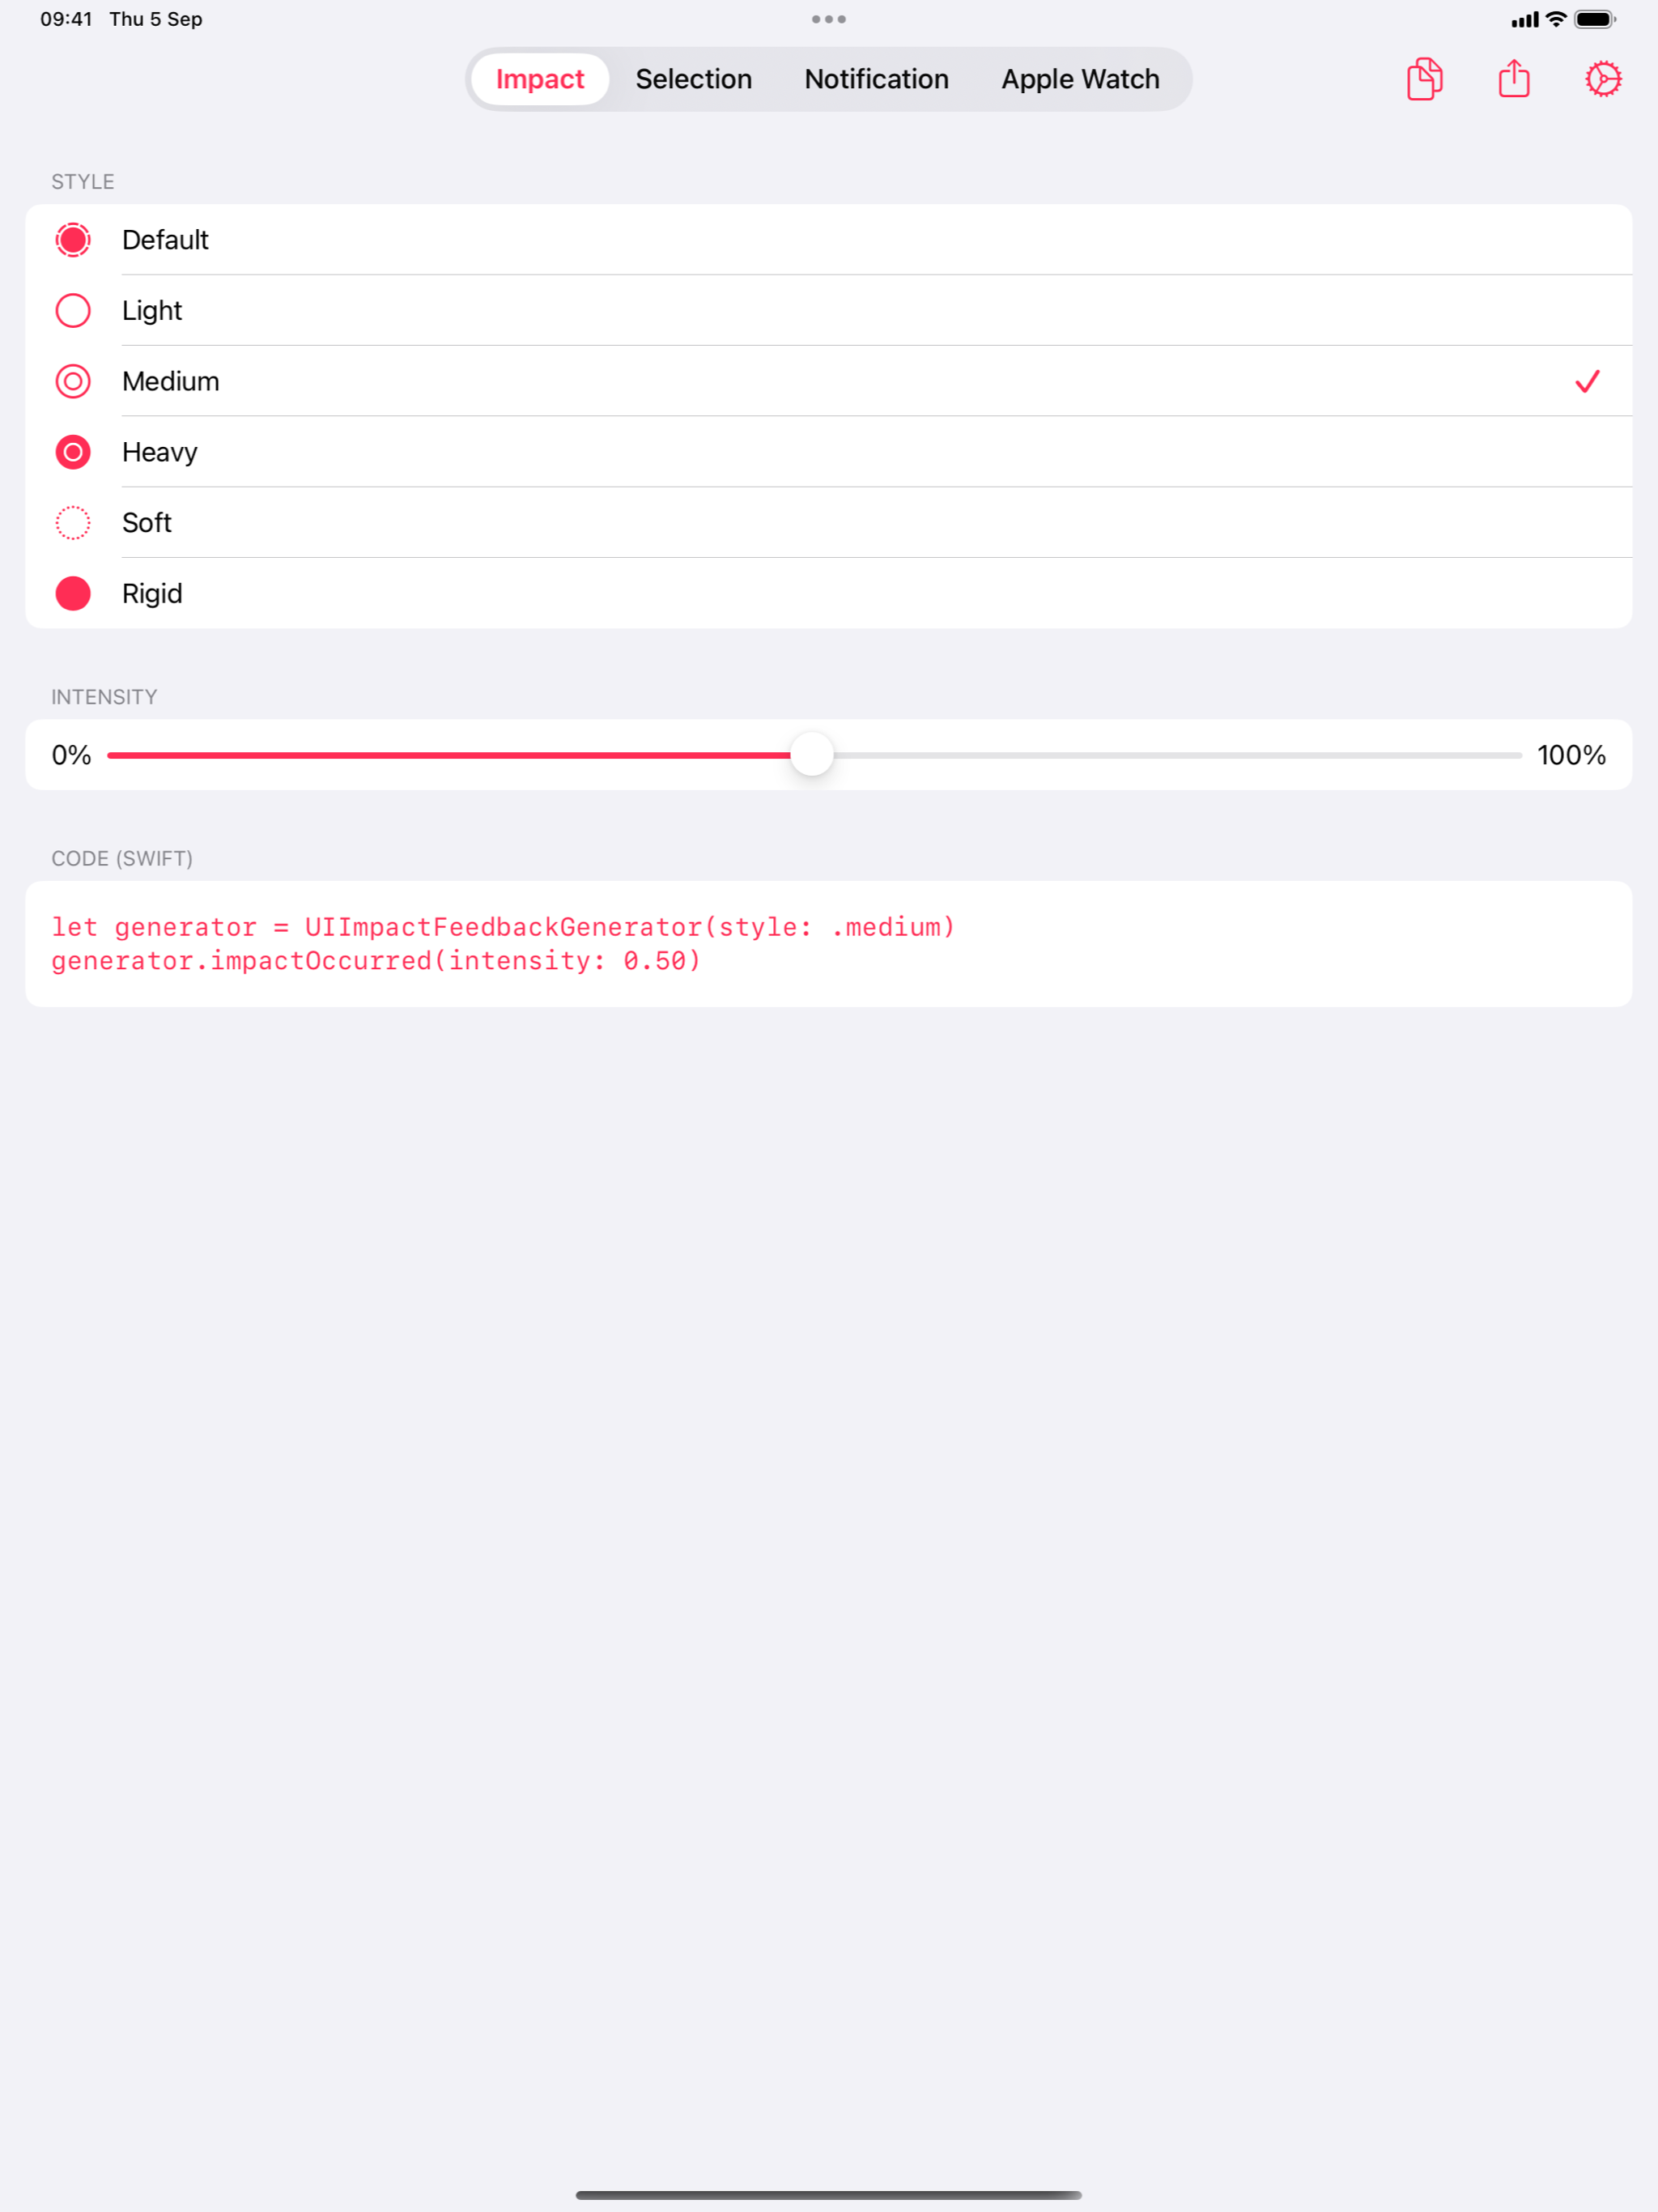 09:41 Thu 5 Sep
Impact Selection Notification Apple Watch
STYLE
Default
Light
Medium
Heavy
Soft
Rigid
INTENSITY
0% 100%
CODE (SWIFT)
let generator = UIImpactFeedbackGenerator(style: .medium)
generator.impactOccurred(intensity: 0.50)